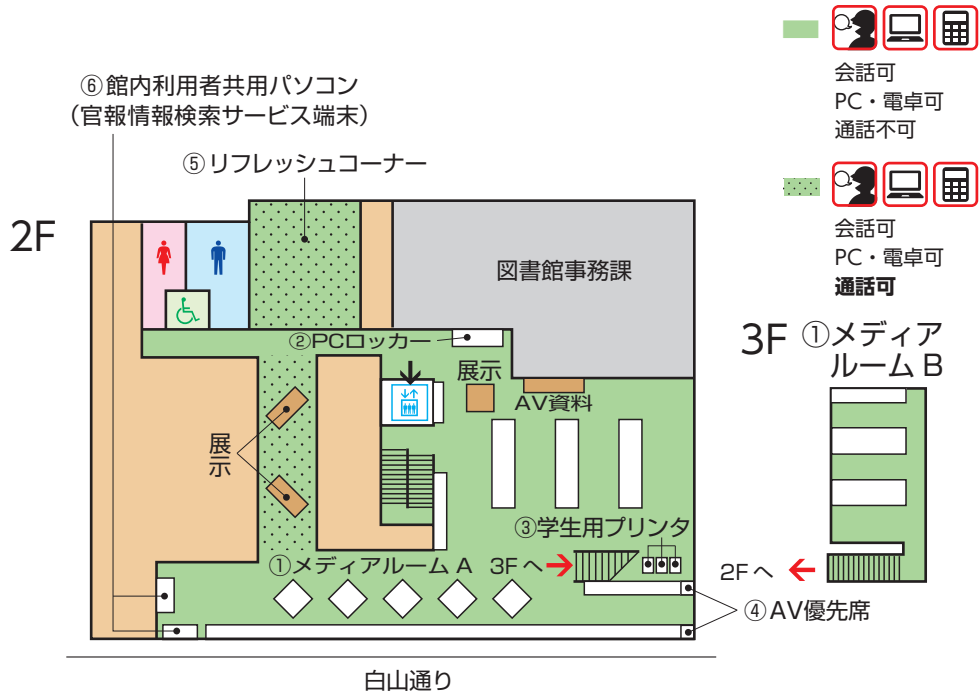 会話可
PC・電卓可
通話不可
会話可
PC・電卓可
通話可
⑥館内利用者共用パソコン
（官報情報検索サービス端末）
⑤リフレッシュコーナー
2F
図書館事務課
②PCロッカー
展示
AV資料
展示
③学生用プリンタ
①メディアルーム A
3Fへ
④AV優先席
白山通り
3F
①メディア
ルーム B
2Fへ